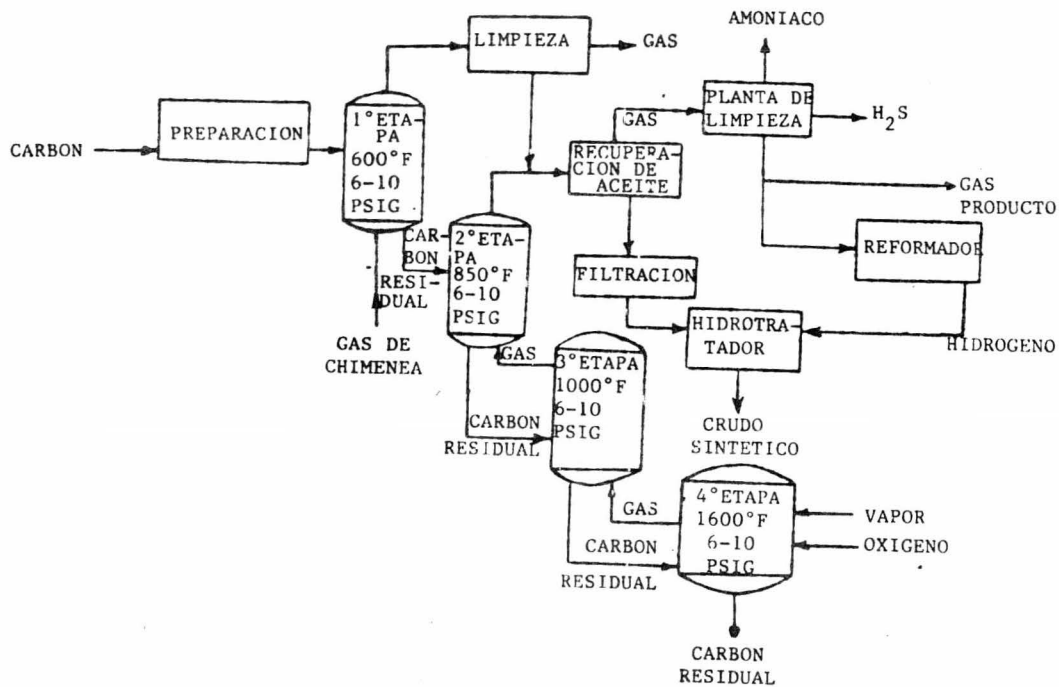 AMONIACO
LIMPIEZA
GAS
PLANTA DE
LIMPIEZA
H₂S
GAS
PREPARACION
CARBON
1°ETA-
PA
600°F
6-10
PSIG
RECUPERA-
CION DE
ACEITE
GAS
PRODUCTO
CAR-
BON
RESI-
DUAL
2°ETA-
PA
850°F
6-10
PSIG
REFORMADOR
FILTRACION
GAS DE
CHIMENEA
HIDROTRA-
TADOR
HIDROGENO
GAS
3°ETAPA
1000°F
6-10
PSIG
CARBON
RESIDUAL
CRUDO
SINTETICO
GAS
4°ETAPA
1600°F
6-10
PSIG
VAPOR
OXIGENO
CARBON
RESIDUAL
CARBON
RESIDUAL